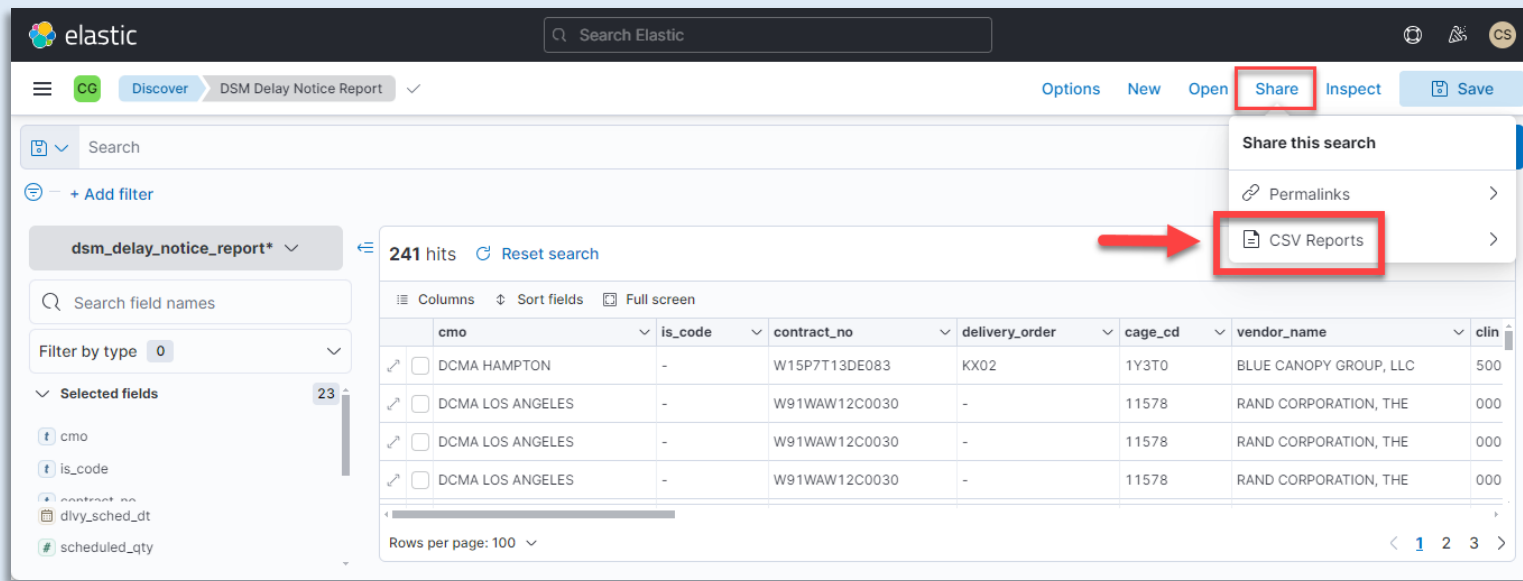 elastic
Search Elastic
CS
CG
Discover
DSM Delay Notice Report
Options
New
Open
Share
Inspect
Save
Search
Share this search
Permalinks
CSV Reports
+ Add filter
dsm_delay_notice_report*
Search field names
Filter by type 0
Selected fields 23
t cmo
t is_code
t contract_no
dlvy_sched_dt
# scheduled_qty
241 hits Reset search
Columns Sort fields Full screen
cmo is_code contract_no delivery_order cage_cd vendor_name clin
DCMA HAMPTON - W15P7T13DE083 KX02 1Y3T0 BLUE CANOPY GROUP, LLC 500
DCMA LOS ANGELES - W91WAW12C0030 - 11578 RAND CORPORATION, THE 000
DCMA LOS ANGELES - W91WAW12C0030 - 11578 RAND CORPORATION, THE 000
DCMA LOS ANGELES - W91WAW12C0030 - 11578 RAND CORPORATION, THE 000
Rows per page: 100
1 2 3